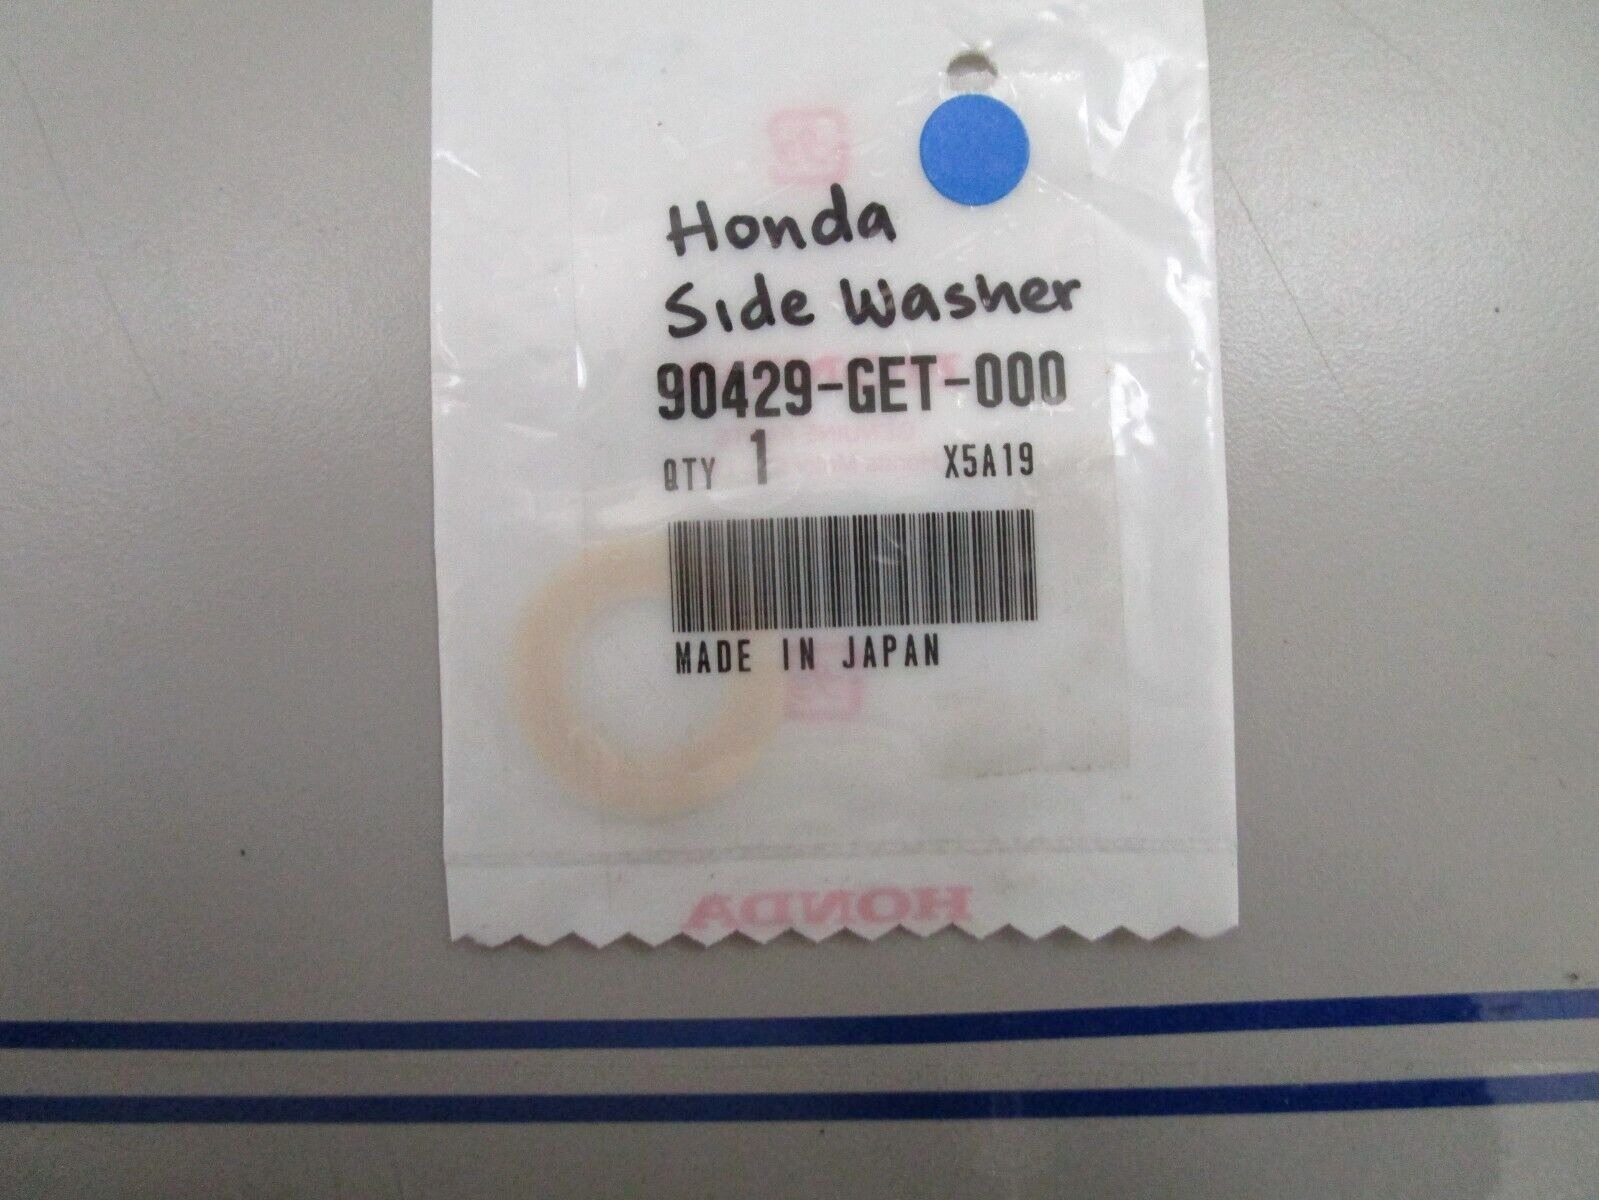 Honda
Side Washer
90429-GET-000
QTY 1 X5A19
MADE IN JAPAN
HONDA